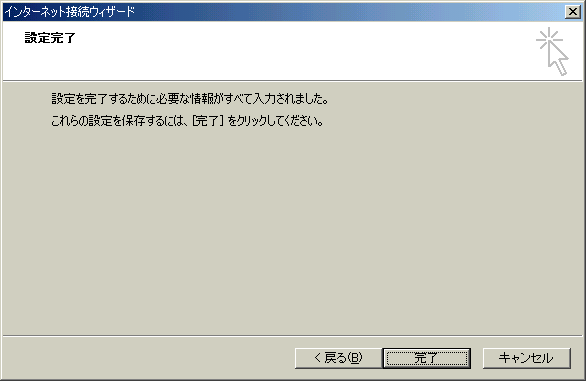 インターネット接続ウィザード
設定完了
設定を完了するために必要な情報がすべて入力されました。
これらの設定を保存するには、[完了] をクリックしてください。
< 戻る(B)
完了
キャンセル